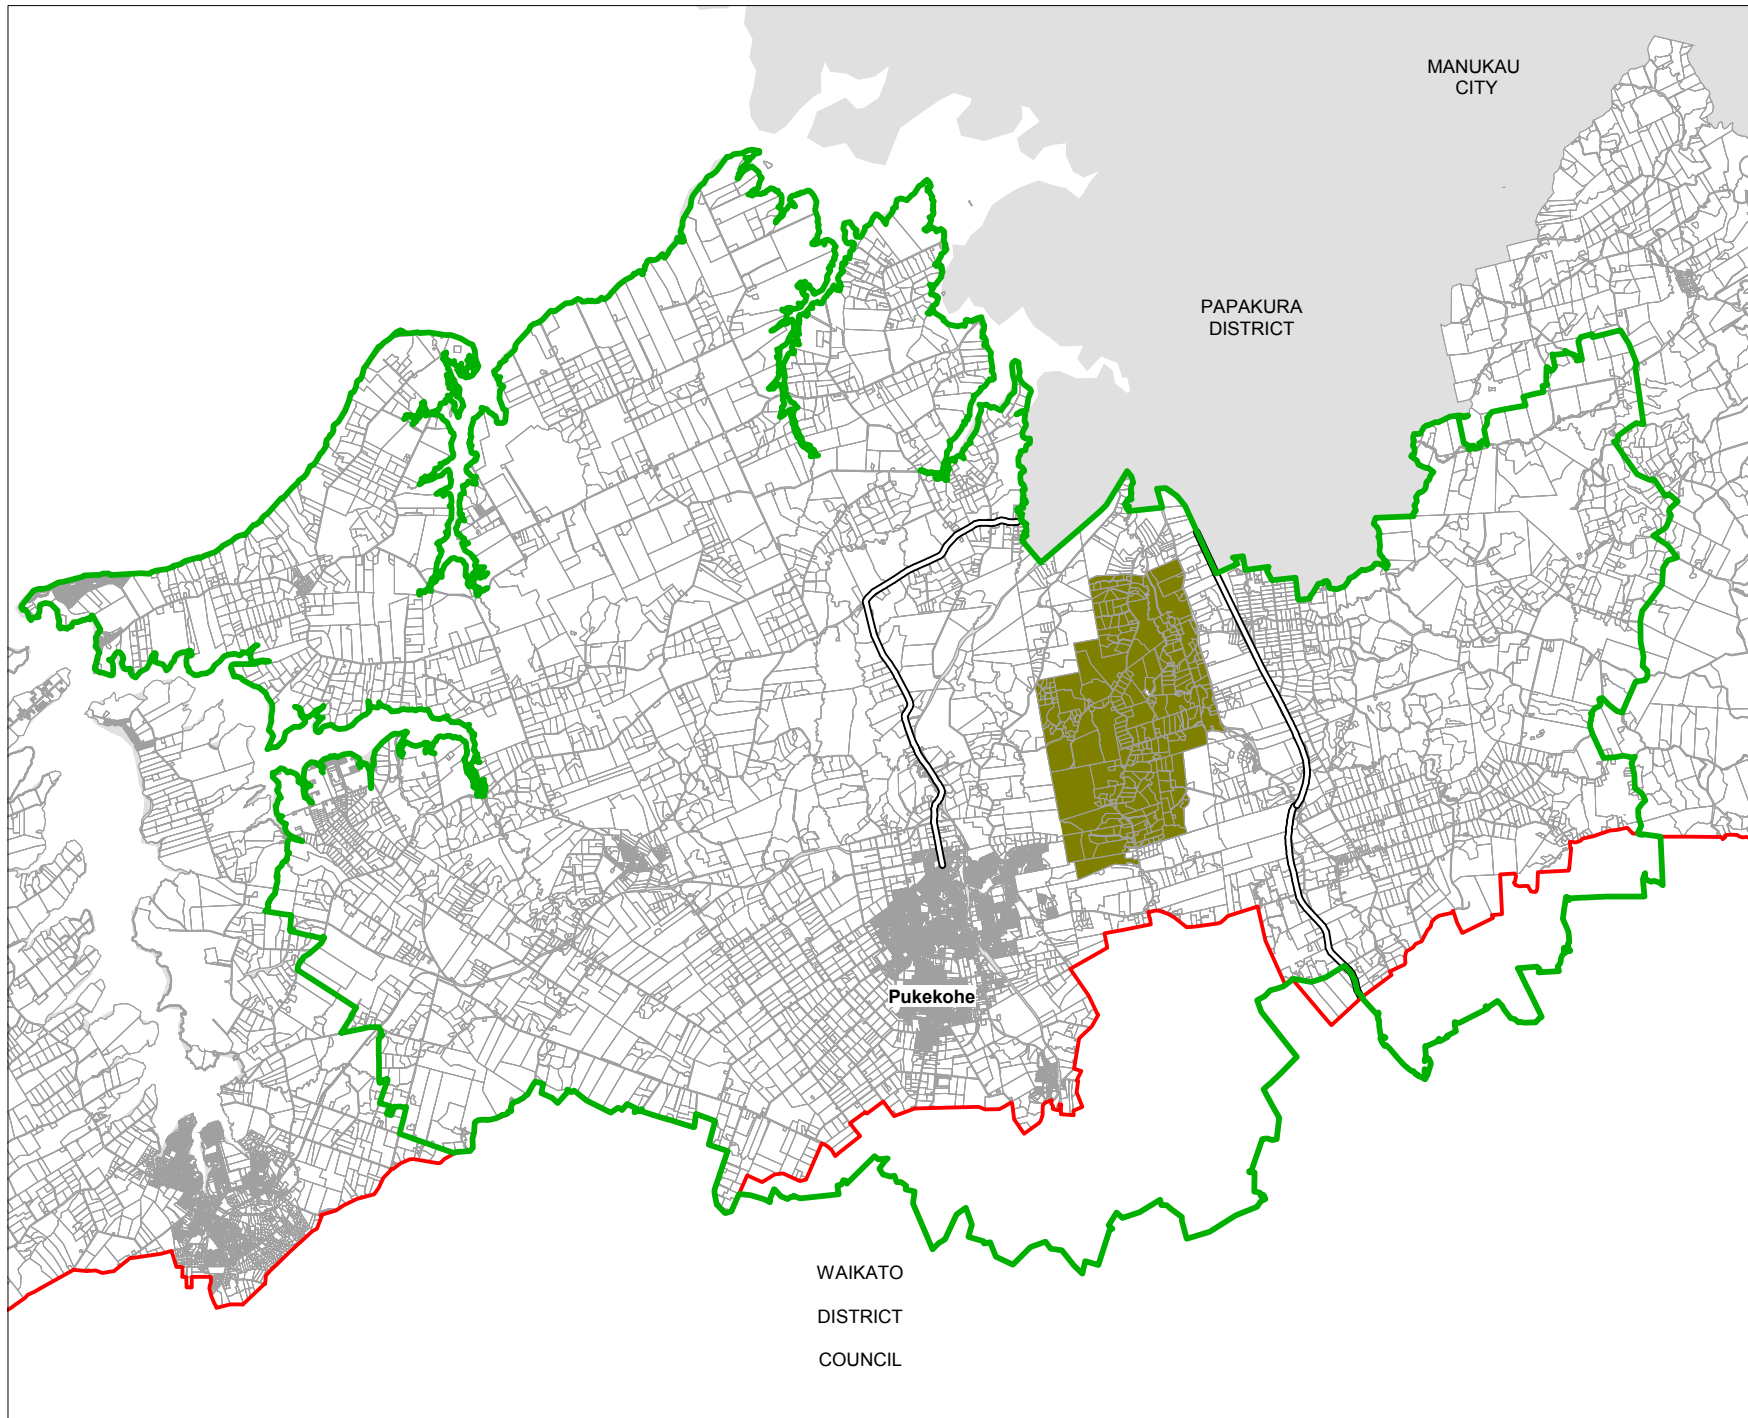 MANUKAU
CITY
PAPAKURA
DISTRICT
Pukekohe
WAIKATO
DISTRICT
COUNCIL